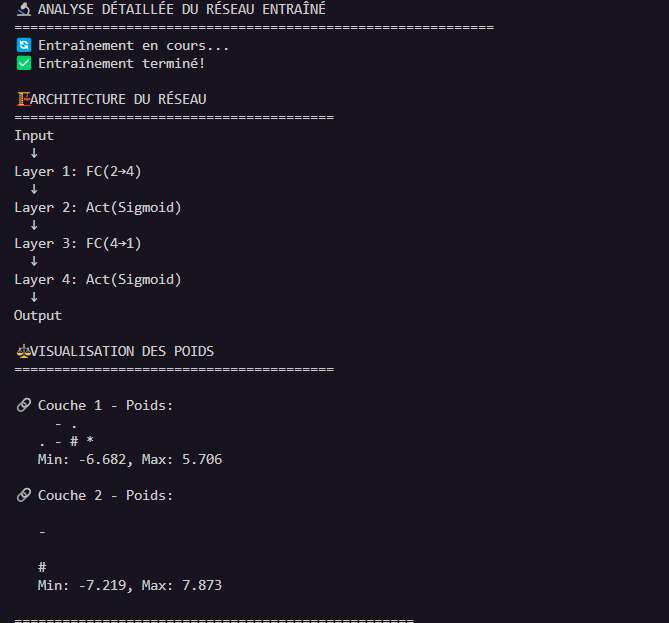 🔬 ANALYSE DÉTAILLÉE DU RÉSEAU ENTRAÎNÉ
============================================================
🔄 Entraînement en cours...
✅ Entraînement terminé!
🏗️ARCHITECTURE DU RÉSEAU
========================================
Input
↓
Layer 1: FC(2→4)
↓
Layer 2: Act(Sigmoid)
↓
Layer 3: FC(4→1)
↓
Layer 4: Act(Sigmoid)
↓
Output
⚖️VISUALISATION DES POIDS
========================================
🔗 Couche 1 - Poids:
  - .
. - # *
Min: -6.682, Max: 5.706
🔗 Couche 2 - Poids:
-
#
Min: -7.219, Max: 7.873
==================================================